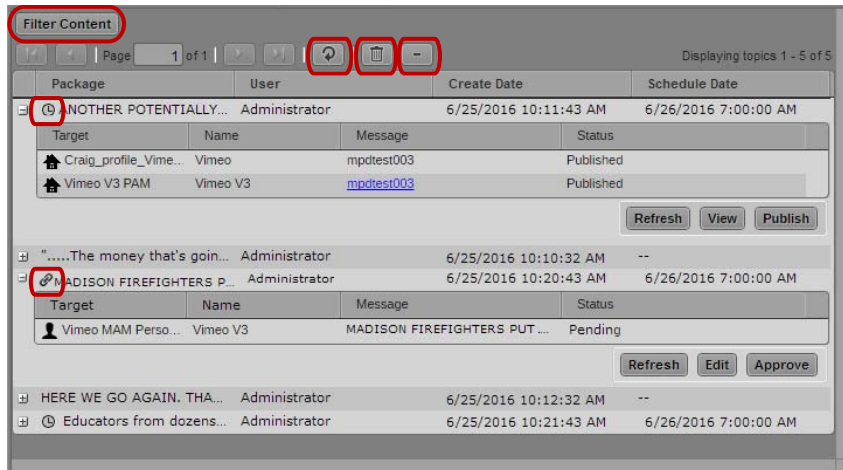 Filter Content
Page 1 of 1 Displaying topics 1 - 5 of 5
Package User Create Date Schedule Date
ANOTHER POTENTIALLY... Administrator 6/25/2016 10:11:43 AM 6/26/2016 7:00:00 AM
Target Name Message Status
Craig_profile_Vime... Vimeo mpdtest003 Published
Vimeo V3 PAM Vimeo V3 mpdtest003 Published
Refresh View Publish
".....The money that's goin... Administrator 6/25/2016 10:10:32 AM --
MADISON FIREFIGHTERS P... Administrator 6/25/2016 10:20:43 AM 6/26/2016 7:00:00 AM
Target Name Message Status
Vimeo MAM Perso... Vimeo V3 MADISON FIREFIGHTERS PUT ... Pending
Refresh Edit Approve
HERE WE GO AGAIN. THA... Administrator 6/25/2016 10:12:32 AM --
Educators from dozens... Administrator 6/25/2016 10:21:43 AM 6/26/2016 7:00:00 AM